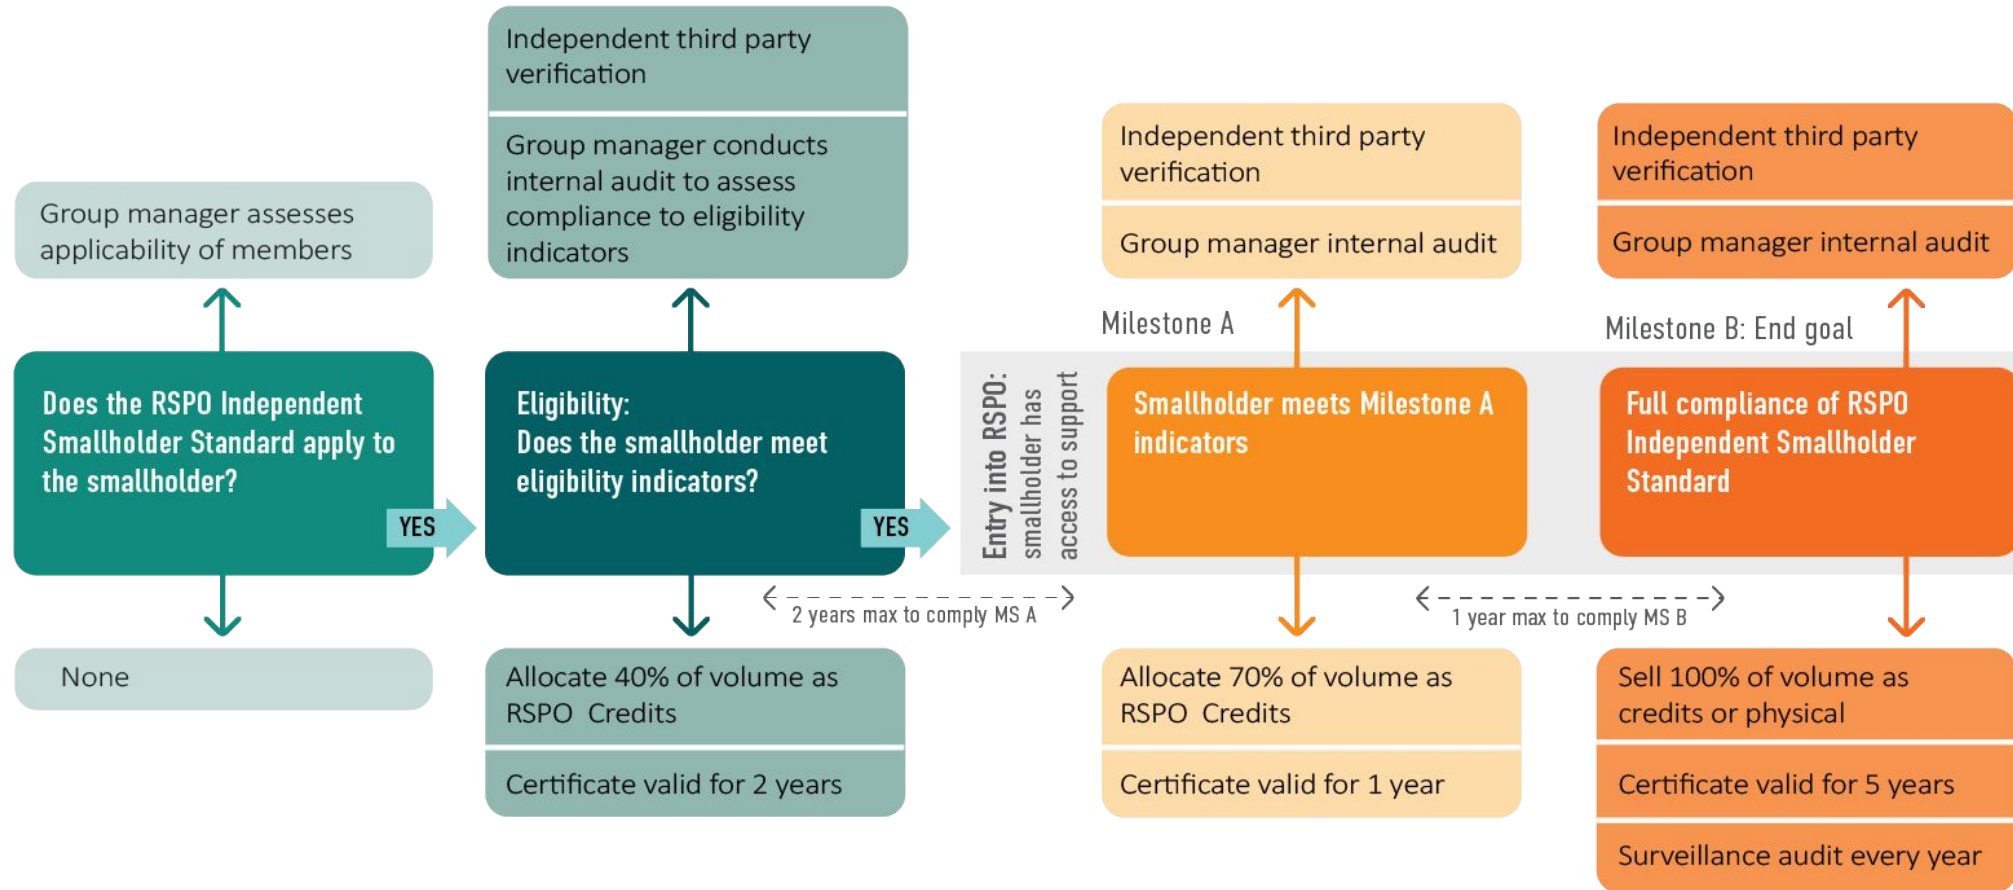 Group manager assesses
applicability of members
Does the RSPO Independent
Smallholder Standard apply to
the smallholder?
YES
None
Independent third party
verification
Group manager conducts
internal audit to assess
compliance to eligibility
indicators
Eligibility:
Does the smallholder meet
eligibility indicators?
YES
Allocate 40% of volume as
RSPO Credits
Certificate valid for 2 years
2 years max to comply MS A
Entry into RSPO:
smallholder has
access to support
Independent third party
verification
Group manager internal audit
Milestone A
Smallholder meets Milestone A
indicators
Allocate 70% of volume as
RSPO Credits
Certificate valid for 1 year
1 year max to comply MS B
Independent third party
verification
Group manager internal audit
Milestone B: End goal
Full compliance of RSPO
Independent Smallholder
Standard
Sell 100% of volume as
credits or physical
Certificate valid for 5 years
Surveillance audit every year